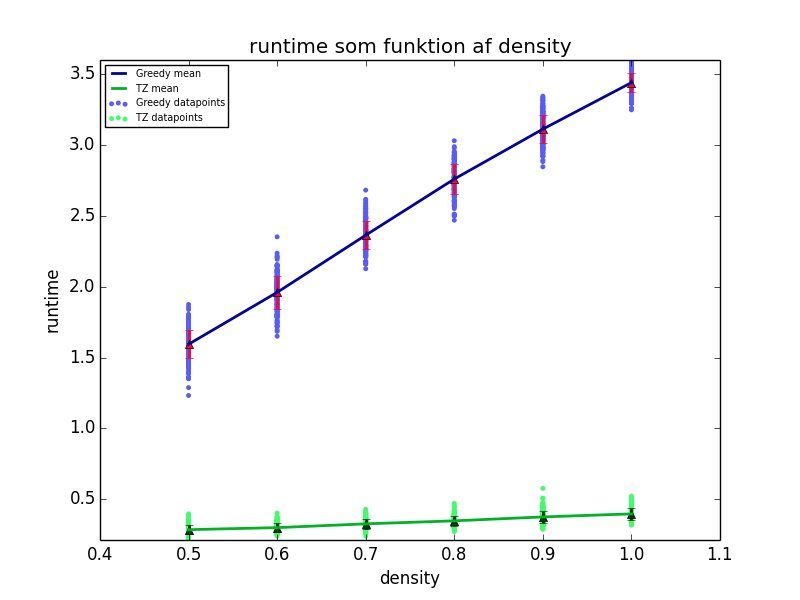 runtime som funktion af density
Greedy mean
TZ mean
Greedy datapoints
TZ datapoints
3.5
3.0
2.5
2.0
1.5
1.0
0.5
runtime
0.4 0.5 0.6 0.7 0.8 0.9 1.0 1.1
density